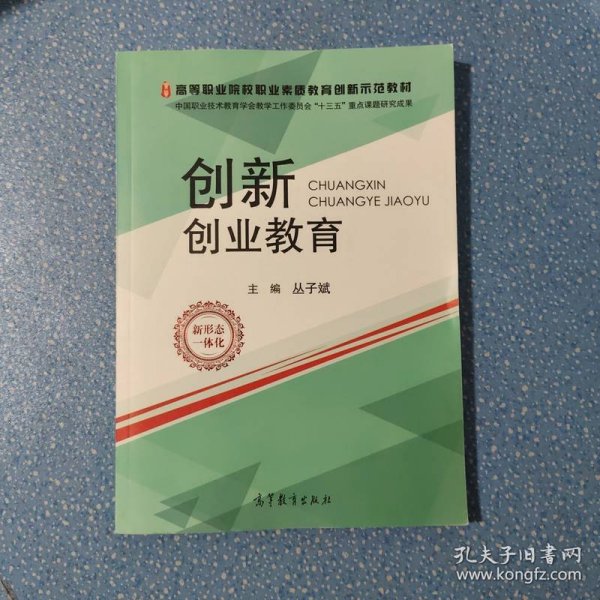 高等职业院校职业素质教育创新示范教材
中国职业技术教育学会教学工作委员会“十三五”重点课题研究成果
创新
CHUANGXIN
CHUANGYE JIAOYU
创业教育
主 编 丛子斌
新形态
一体化
高等教育出版社
孔夫子旧书网
www.kongfz.com